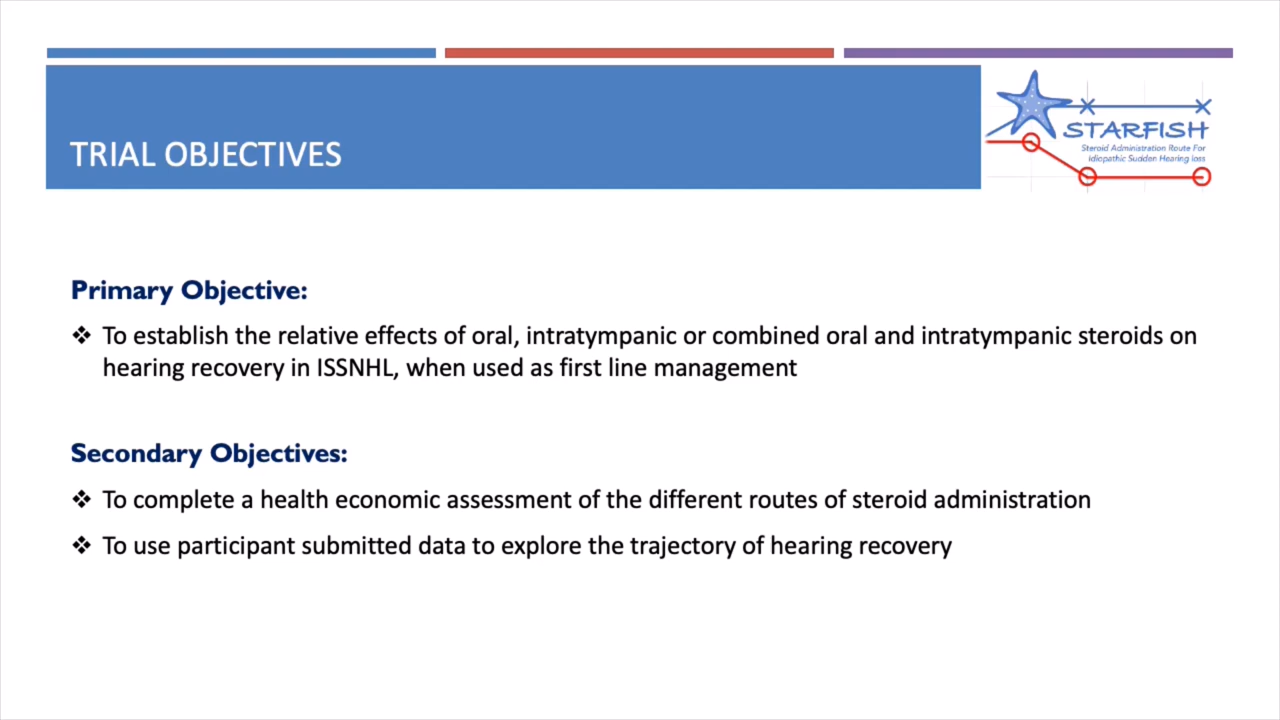 TRIAL OBJECTIVES
STARFISH
Steroid Administration Route For
Idiopathic Sudden Hearing loss
Primary Objective:
❖ To establish the relative effects of oral, intratympanic or combined oral and intratympanic steroids on
hearing recovery in ISSNHL, when used as first line management
Secondary Objectives:
❖ To complete a health economic assessment of the different routes of steroid administration
❖ To use participant submitted data to explore the trajectory of hearing recovery